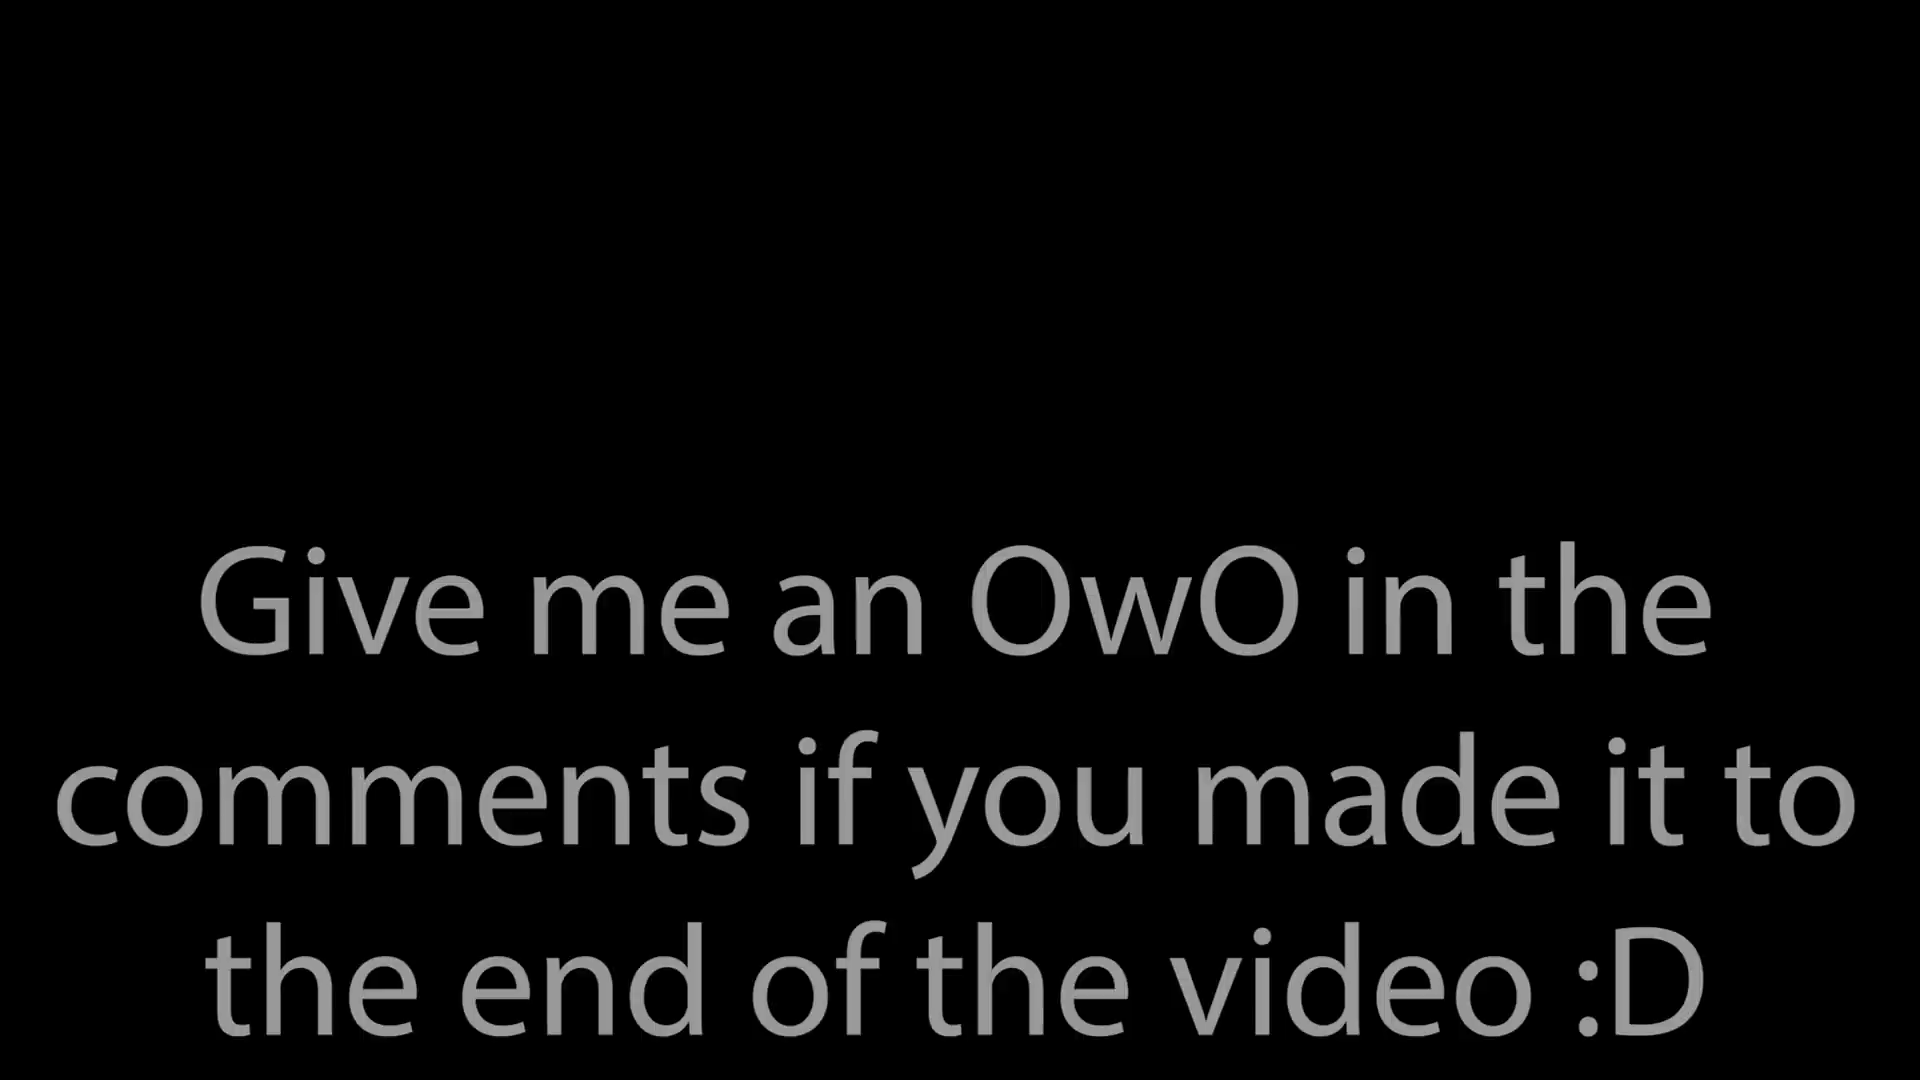 Give me an OwO in the
comments if you made it to
the end of the video :D